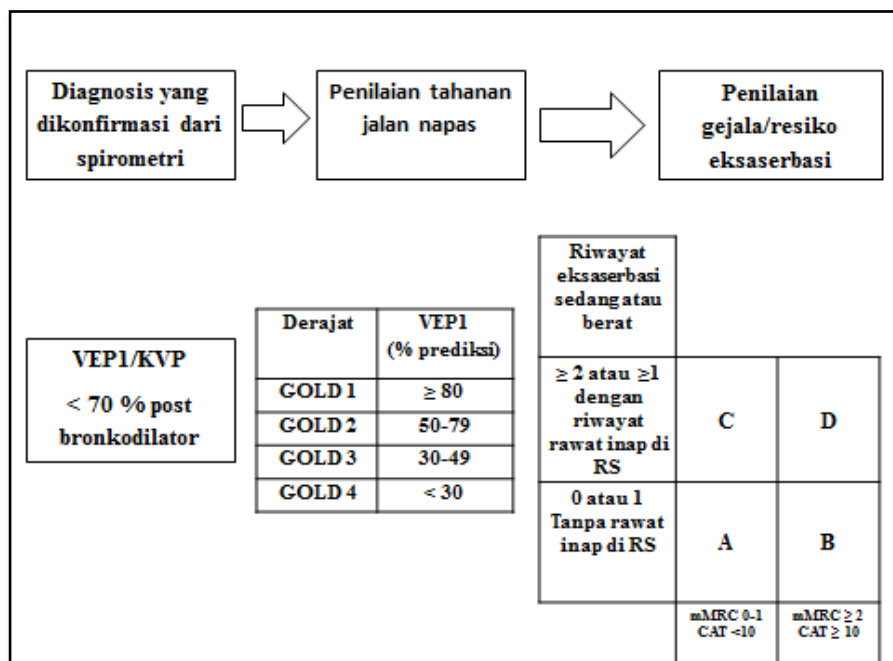 Diagnosis yang
dikonfirmasi dari
spirometri
Penilaian tahanan
jalan napas
Penilaian
gejala/resiko
eksaserbasi
VEP1/KVP
< 70 % post
bronkodilator
Derajat VEP1
(% prediksi)
GOLD 1 ≥ 80
GOLD 2 50-79
GOLD 3 30-49
GOLD 4 < 30
Riwayat
eksaserbasi
sedang atau
berat
≥ 2 atau ≥1
dengan
riwayat
rawat inap di
RS
C D
0 atau 1
Tanpa rawat
inap di RS
A B
mMRC 0-1
CAT <10
mMRC ≥ 2
CAT ≥ 10